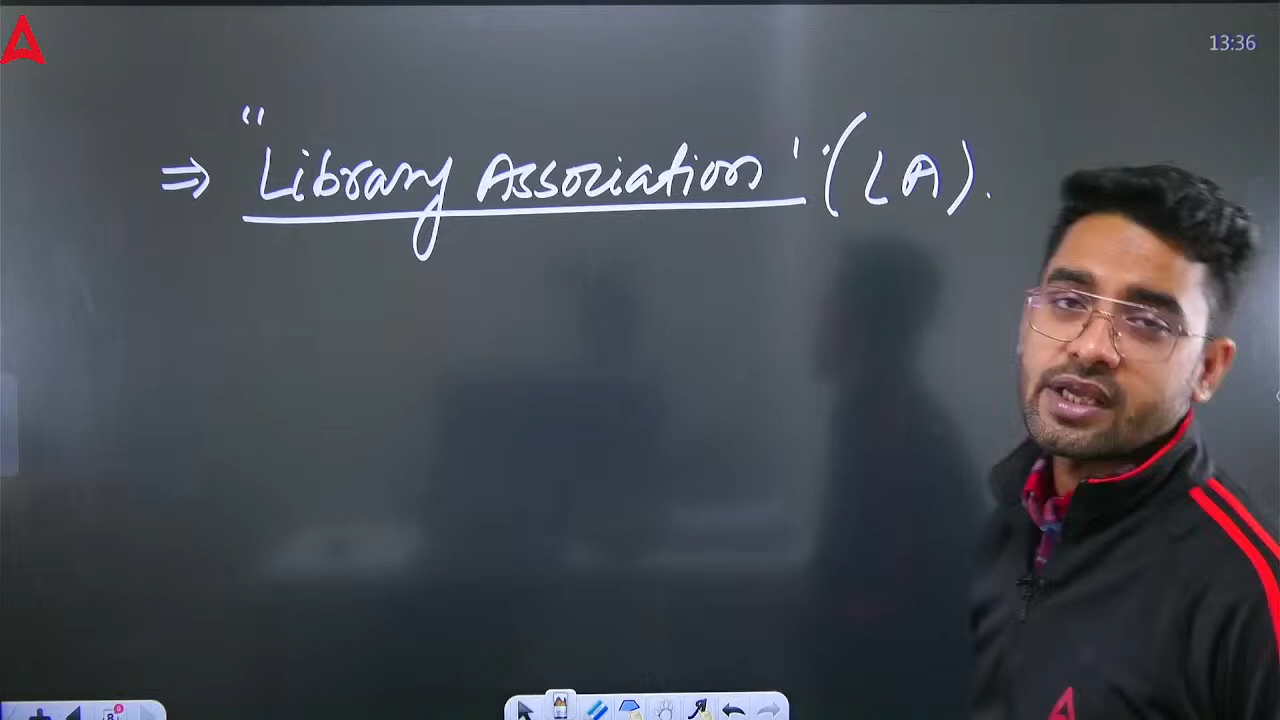 13:36
⇒ "Library Association" (LA).